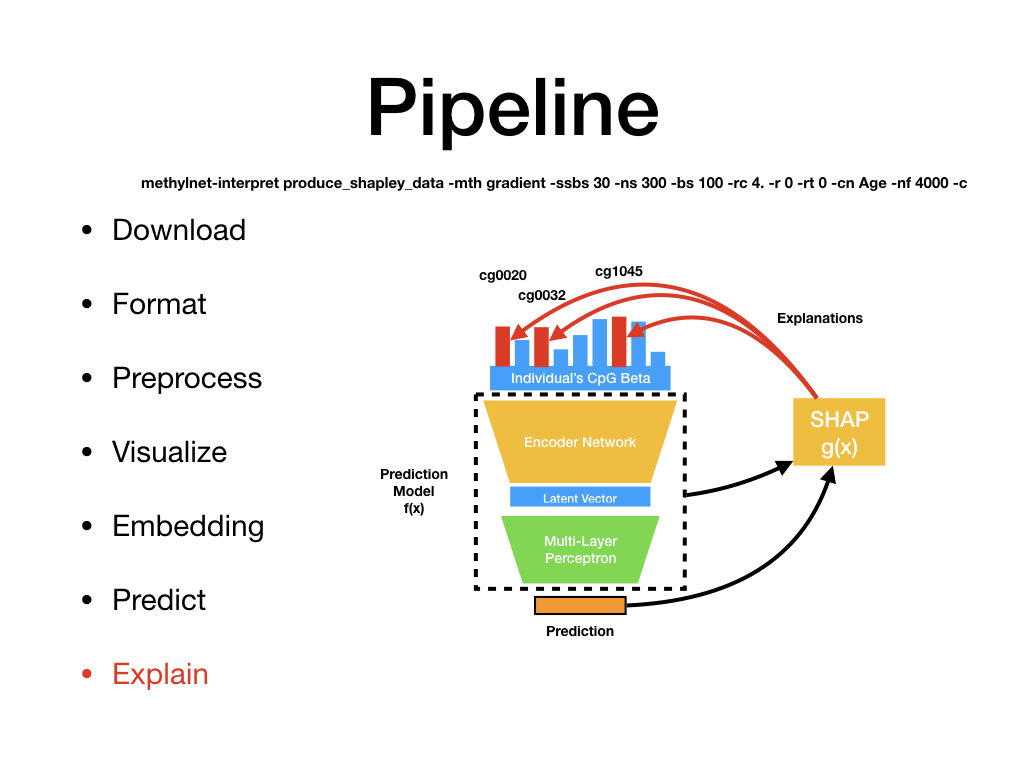 Pipeline
methylnet-interpret produce_shapley_data -mth gradient -ssbs 30 -ns 300 -bs 100 -rc 4. -r 0 -rt 0 -cn Age -nf 4000 -c
• Download
• Format
• Preprocess
• Visualize
• Embedding
• Predict
• Explain
cg0020
cg0032
cg1045
Explanations
Individual's CpG Beta
SHAP
g(x)
Encoder Network
Prediction
Model
f(x)
Latent Vector
Multi-Layer
Perceptron
Prediction